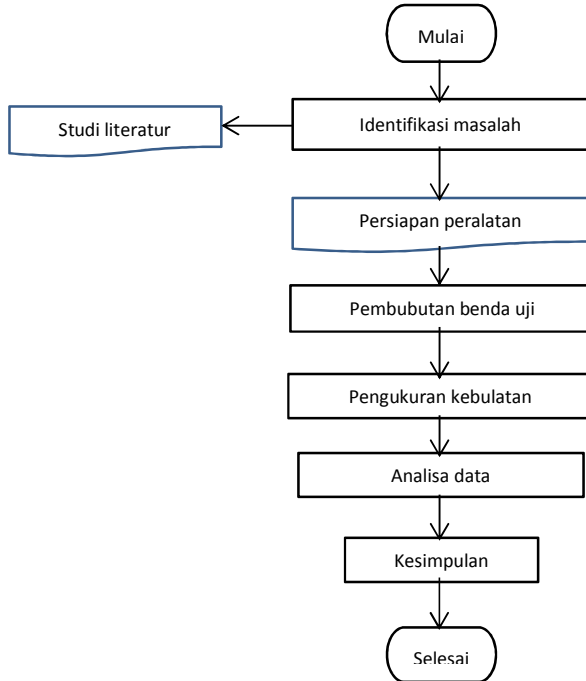 Mulai
Studi literatur
Identifikasi masalah
Persiapan peralatan
Pembubutan benda uji
Pengukuran kebulatan
Analisa data
Kesimpulan
Selesai